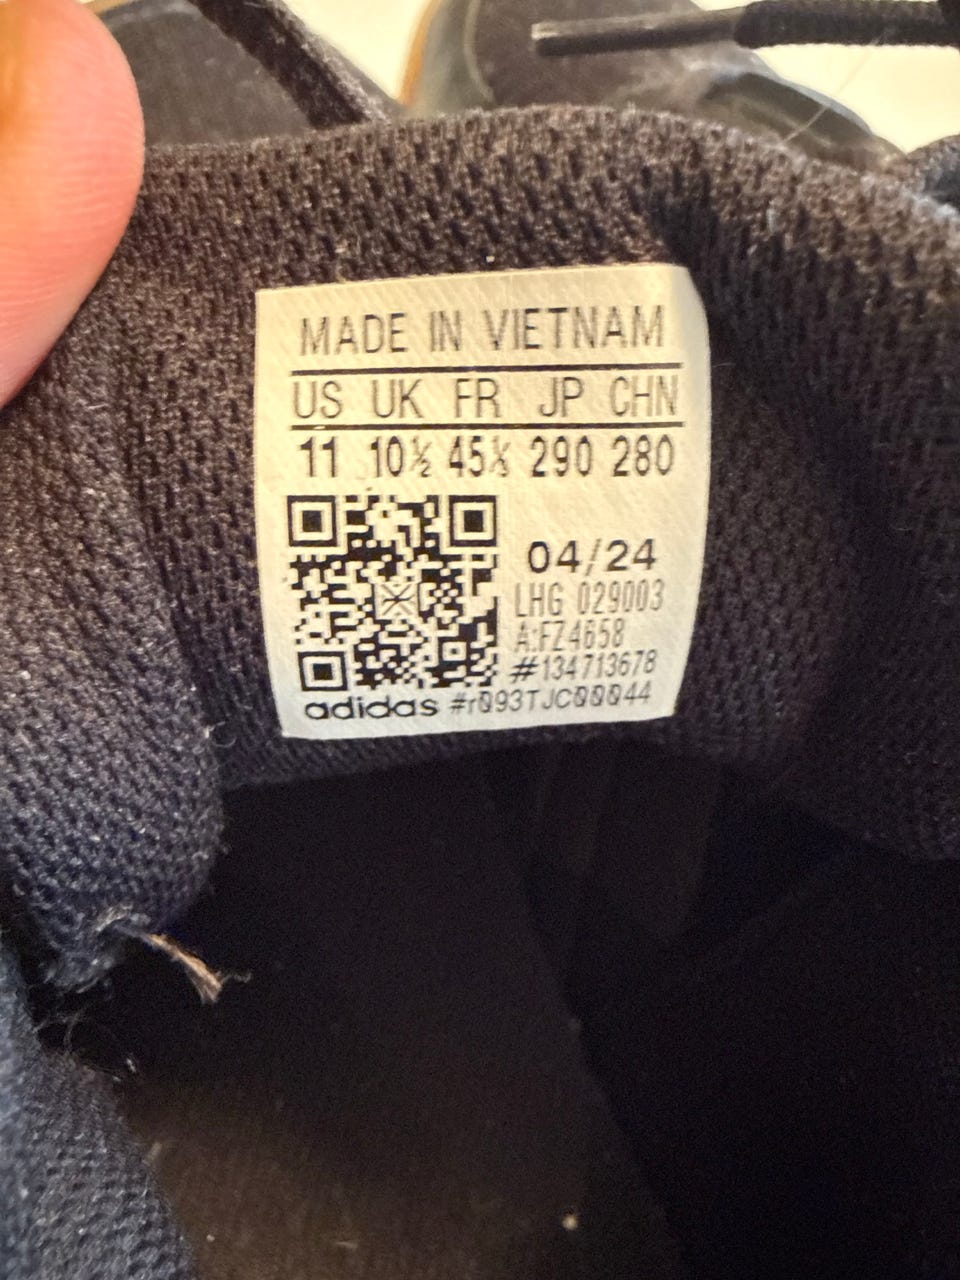 MADE IN VIETNAM
US UK FR JP CHN
11 10½ 45⅓ 290 280
04/24
LHG 029003
A:FZ4658
#134713678
adidas #r093TJC00044